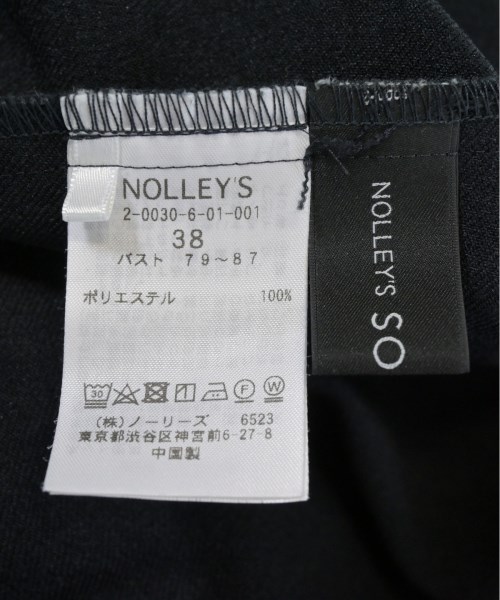 NOLLEY'S
2-0030-6-01-001
38
バスト 79～87
ポリエステル 100%
30
F
W
(株)ノーリーズ 6523
東京都渋谷区神宮前6-27-8
中國製
NOLLEY'S SO